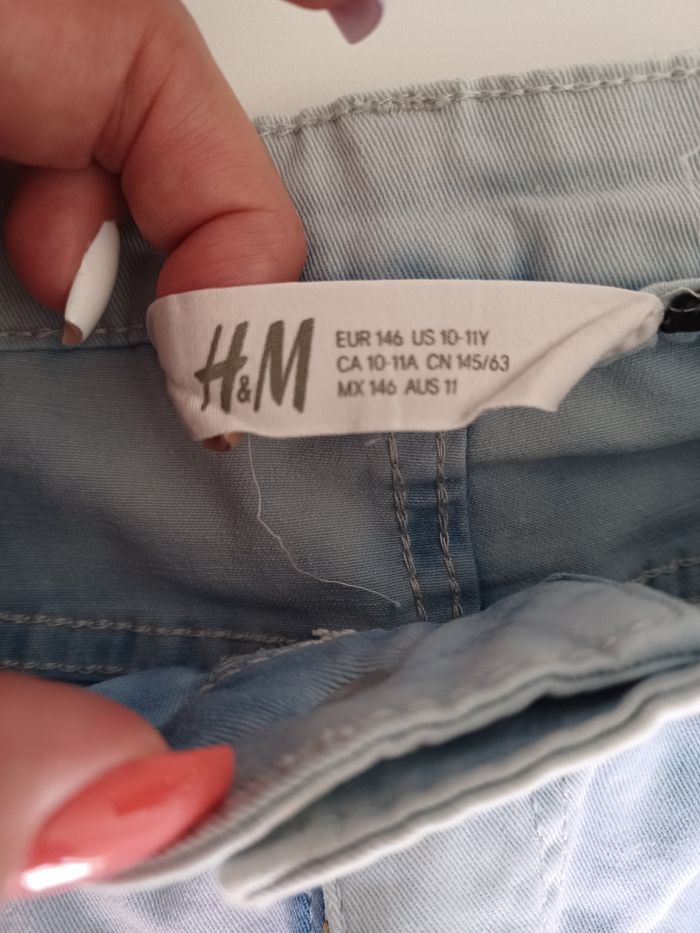 H&M
EUR 146 US 10-11Y
CA 10-11A CN 145/63
MX 146 AUS 11